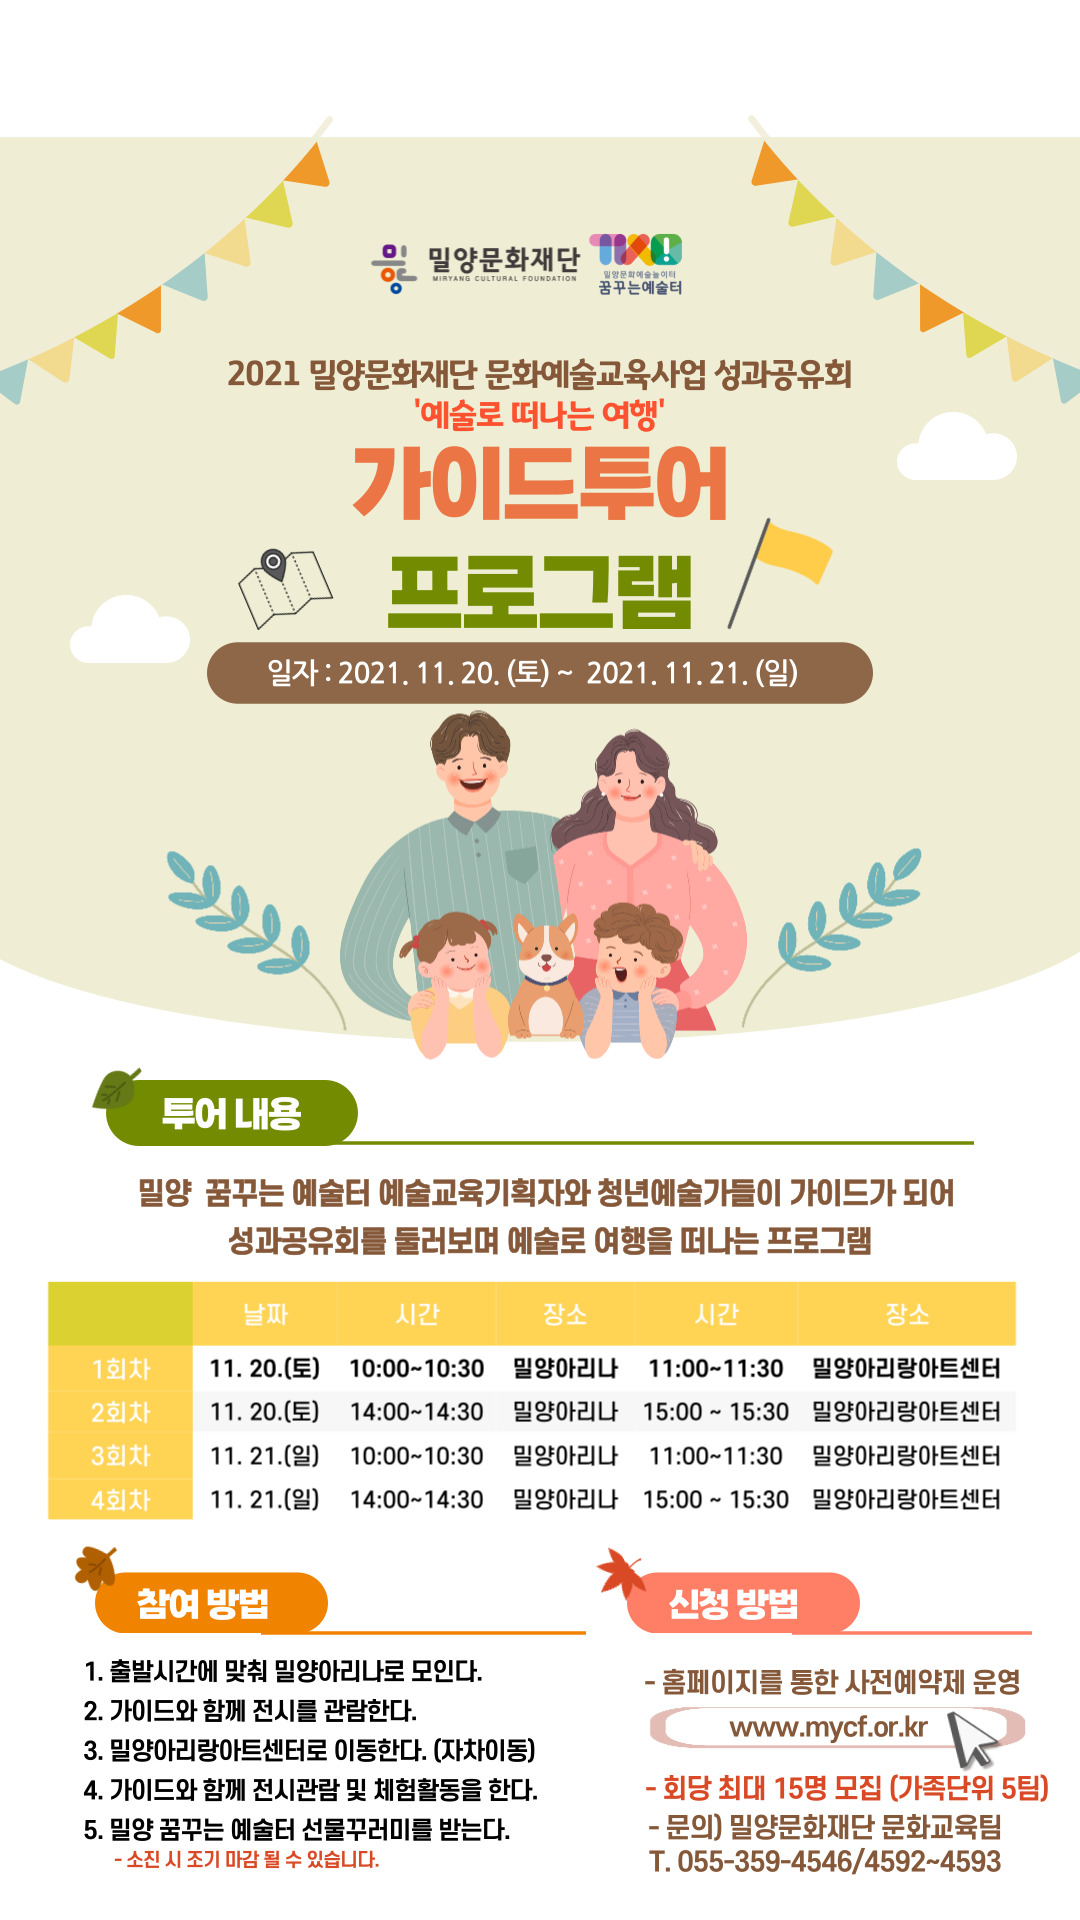 밀양문화재단
MIRYANG CULTURAL FOUNDATION
밀양문화예술놀이터
꿈꾸는예술터
2021 밀양문화재단 문화예술교육사업 성과공유회
'예술로 떠나는 여행'
가이드투어
프로그램
일자 : 2021. 11. 20. (토) ~ 2021. 11. 21. (일)
투어 내용
밀양 꿈꾸는 예술터 예술교육기획자와 청년예술가들이 가이드가 되어
성과공유회를 둘러보며 예술로 여행을 떠나는 프로그램
날짜 시간 장소 시간 장소
1회차 11. 20.(토) 10:00~10:30 밀양아리나 11:00~11:30 밀양아리랑아트센터
2회차 11. 20.(토) 14:00~14:30 밀양아리나 15:00 ~ 15:30 밀양아리랑아트센터
3회차 11. 21.(일) 10:00~10:30 밀양아리나 11:00~11:30 밀양아리랑아트센터
4회차 11. 21.(일) 14:00~14:30 밀양아리나 15:00 ~ 15:30 밀양아리랑아트센터
참여 방법
1. 출발시간에 맞춰 밀양아리나로 모인다.
2. 가이드와 함께 전시를 관람한다.
3. 밀양아리랑아트센터로 이동한다. (자차이동)
4. 가이드와 함께 전시관람 및 체험활동을 한다.
5. 밀양 꿈꾸는 예술터 선물꾸러미를 받는다.
- 소진 시 조기 마감 될 수 있습니다.
신청 방법
- 홈페이지를 통한 사전예약제 운영
www.mycf.or.kr
- 회당 최대 15명 모집 (가족단위 5팀)
- 문의) 밀양문화재단 문화교육팀
T. 055-359-4546/4592~4593